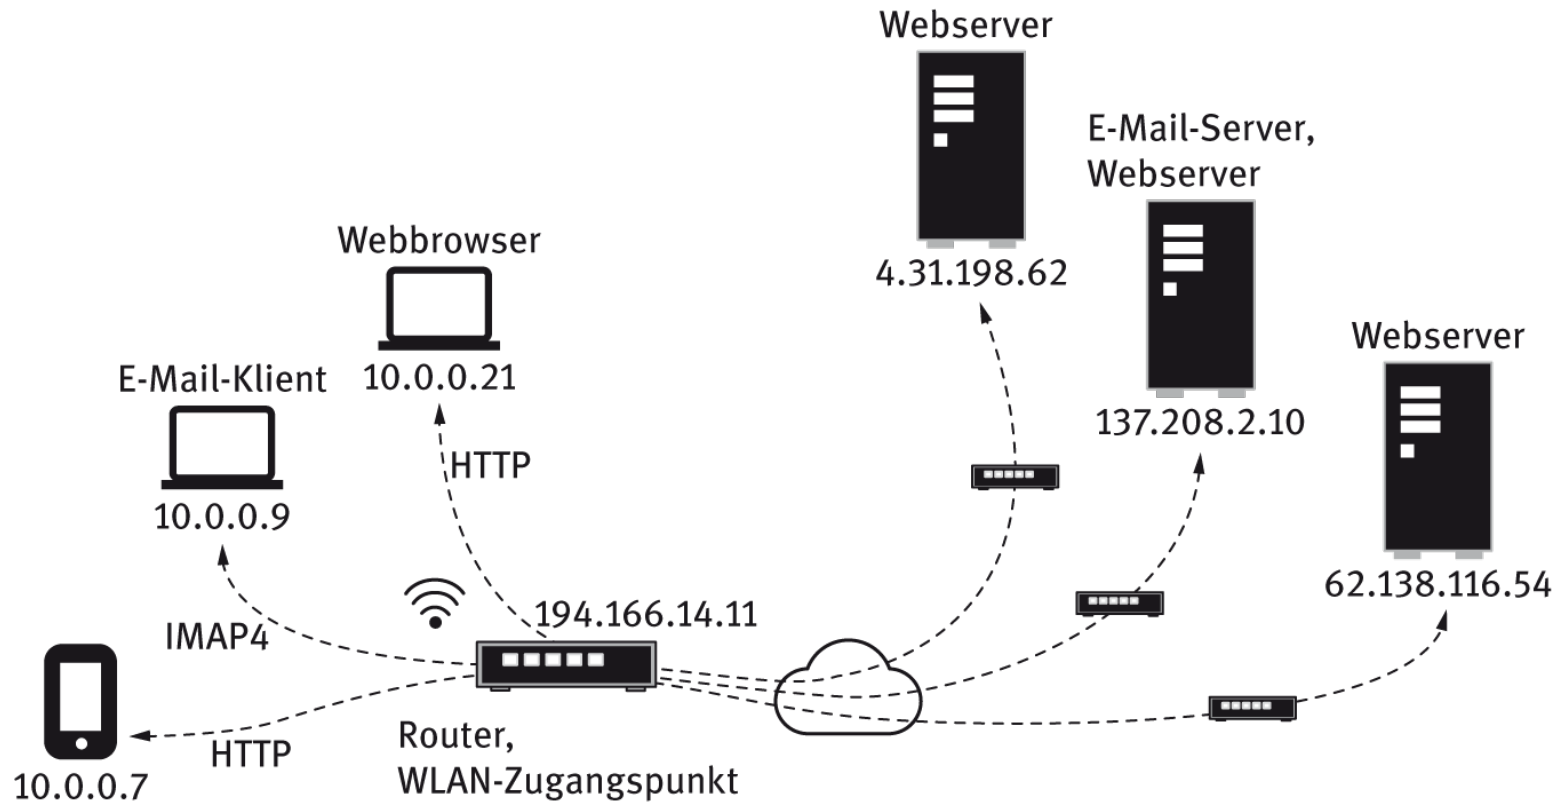 Webserver
4.31.198.62
E-Mail-Server,
Webserver
137.208.2.10
Webserver
62.138.116.54
Webbrowser
10.0.0.21
HTTP
E-Mail-Klient
10.0.0.9
IMAP4
10.0.0.7
HTTP
194.166.14.11
Router,
WLAN-Zugangspunkt